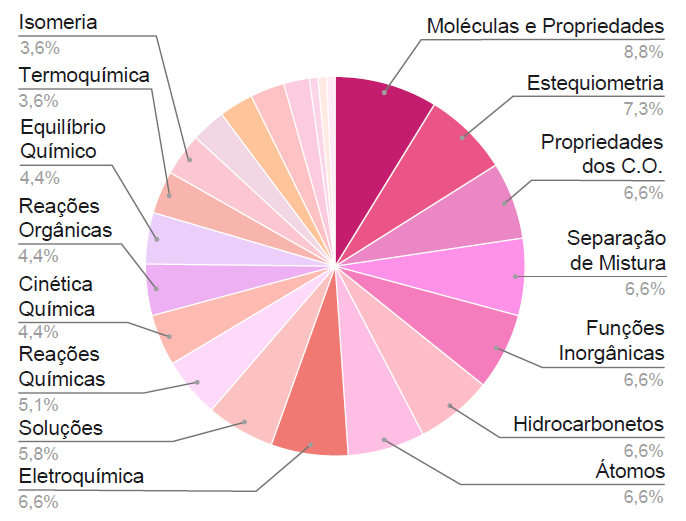 Isomeria
3,6%
Termoquímica
3,6%
Equilíbrio
Químico
4,4%
Reações
Orgânicas
4,4%
Cinética
Química
4,4%
Reações
Químicas
5,1%
Soluções
5,8%
Eletroquímica
6,6%
Moléculas e Propriedades
8,8%
Estequiometria
7,3%
Propriedades
dos C.O.
6,6%
Separação
de Mistura
6,6%
Funções
Inorgânicas
6,6%
Hidrocarbonetos
6,6%
Átomos
6,6%